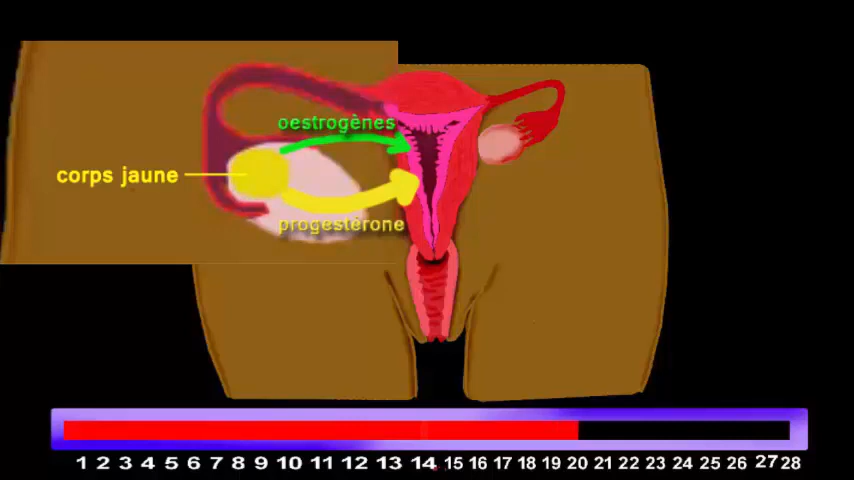 oestrogènes
corps jaune
progestérone
1 2 3 4 5 6 7 8 9 10 11 12 13 14 15 16 17 18 19 20 21 22 23 24 25 26 27 28